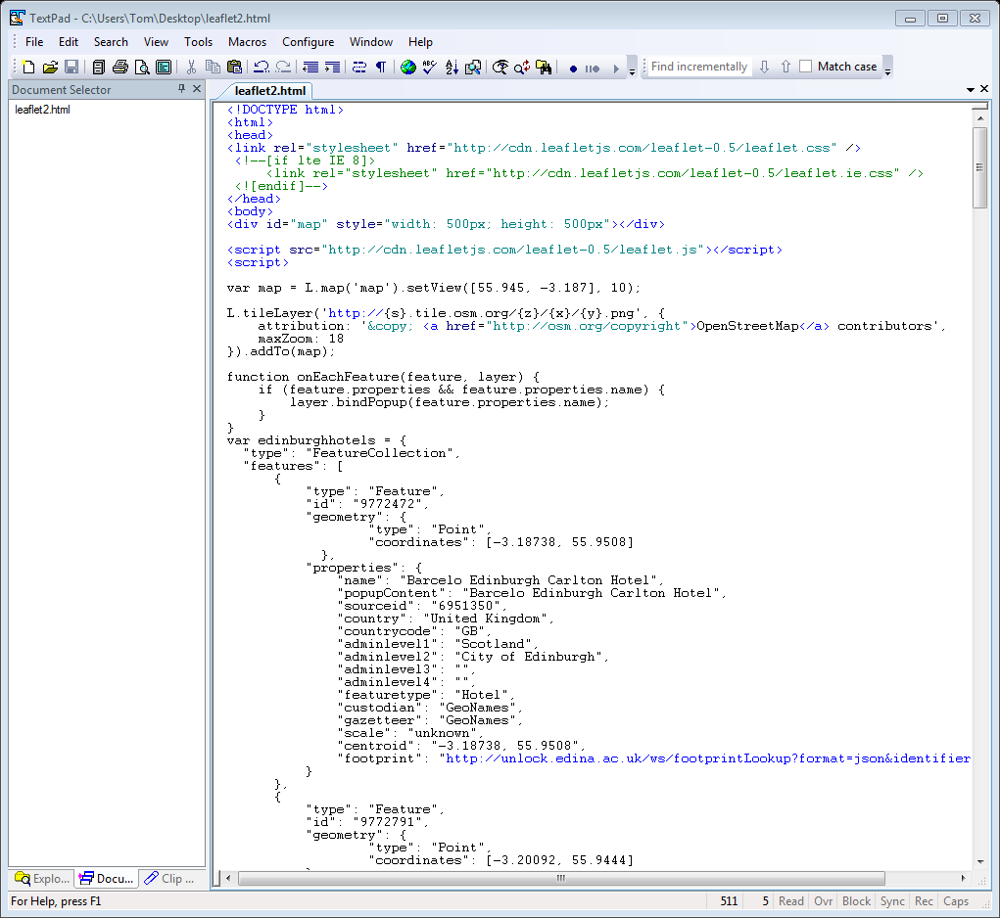 TextPad - C:\Users\Tom\Desktop\leaflet2.html
File Edit Search View Tools Macros Configure Window Help
Find incrementally Match case
Document Selector
leaflet2.html
leaflet2.html
<!DOCTYPE html>
<html>
<head>
<link rel="stylesheet" href="http://cdn.leafletjs.com/leaflet-0.5/leaflet.css" />
<!--[if lte IE 8]>
<link rel="stylesheet" href="http://cdn.leafletjs.com/leaflet-0.5/leaflet.ie.css" />
<![endif]-->
</head>
<body>
<div id="map" style="width: 500px; height: 500px"></div>
<script src="http://cdn.leafletjs.com/leaflet-0.5/leaflet.js"></script>
<script>
var map = L.map('map').setView([55.945, -3.187], 10);
L.tileLayer('http://{s}.tile.osm.org/{z}/{x}/{y}.png', {
attribution: '&copy; <a href="http://osm.org/copyright">OpenStreetMap</a> contributors',
maxZoom: 18
}).addTo(map);
function onEachFeature(feature, layer) {
if (feature.properties && feature.properties.name) {
layer.bindPopup(feature.properties.name);
}
}
var edinburghhotels = {
"type": "FeatureCollection",
"features": [
{
"type": "Feature",
"id": "9772472",
"geometry": {
"type": "Point",
"coordinates": [-3.18738, 55.9508]
},
"properties": {
"name": "Barcelo Edinburgh Carlton Hotel",
"popupContent": "Barcelo Edinburgh Carlton Hotel",
"sourceid": "6951350",
"country": "United Kingdom",
"countrycode": "GB",
"adminlevel1": "Scotland",
"adminlevel2": "City of Edinburgh",
"adminlevel3": "",
"adminlevel4": "",
"featuretype": "Hotel",
"custodian": "GeoNames",
"gazetteer": "GeoNames",
"scale": "unknown",
"centroid": "-3.18738, 55.9508",
"footprint": "http://unlock.edina.ac.uk/ws/footprintLookup?format=json&identifier
}
},
{
"type": "Feature",
"id": "9772791",
"geometry": {
"type": "Point",
"coordinates": [-3.20092, 55.9444]
Explo... Docu... Clip ...
For Help, press F1 511 5 Read Ovr Block Sync Rec Caps